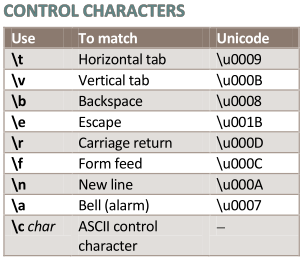 CONTROL CHARACTERS
Use To match Unicode
\t Horizontal tab \u0009
\v Vertical tab \u000B
\b Backspace \u0008
\e Escape \u001B
\r Carriage return \u000D
\f Form feed \u000C
\n New line \u000A
\a Bell (alarm) \u0007
\c char ASCII control –
character